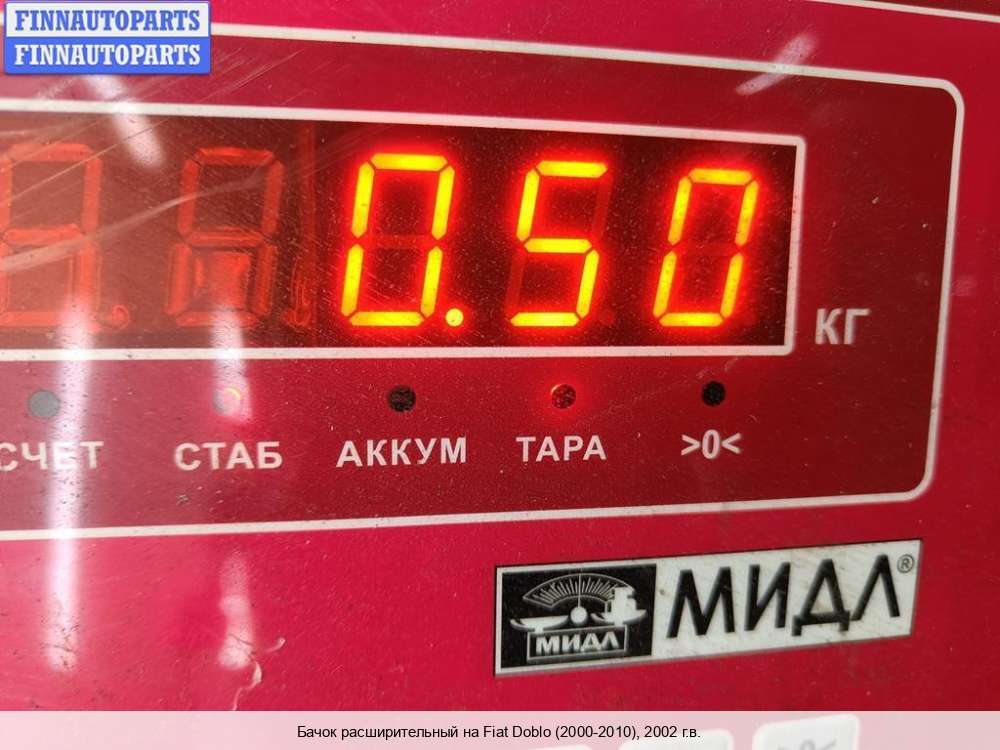 FINNAUTOPARTS
FINNAUTOPARTS
0.50
КГ
СЧЕТ СТАБ АККУМ ТАРА >0<
МИДЛ МИДЛ®
Бачок расширительный на Fiat Doblo (2000-2010), 2002 г.в.